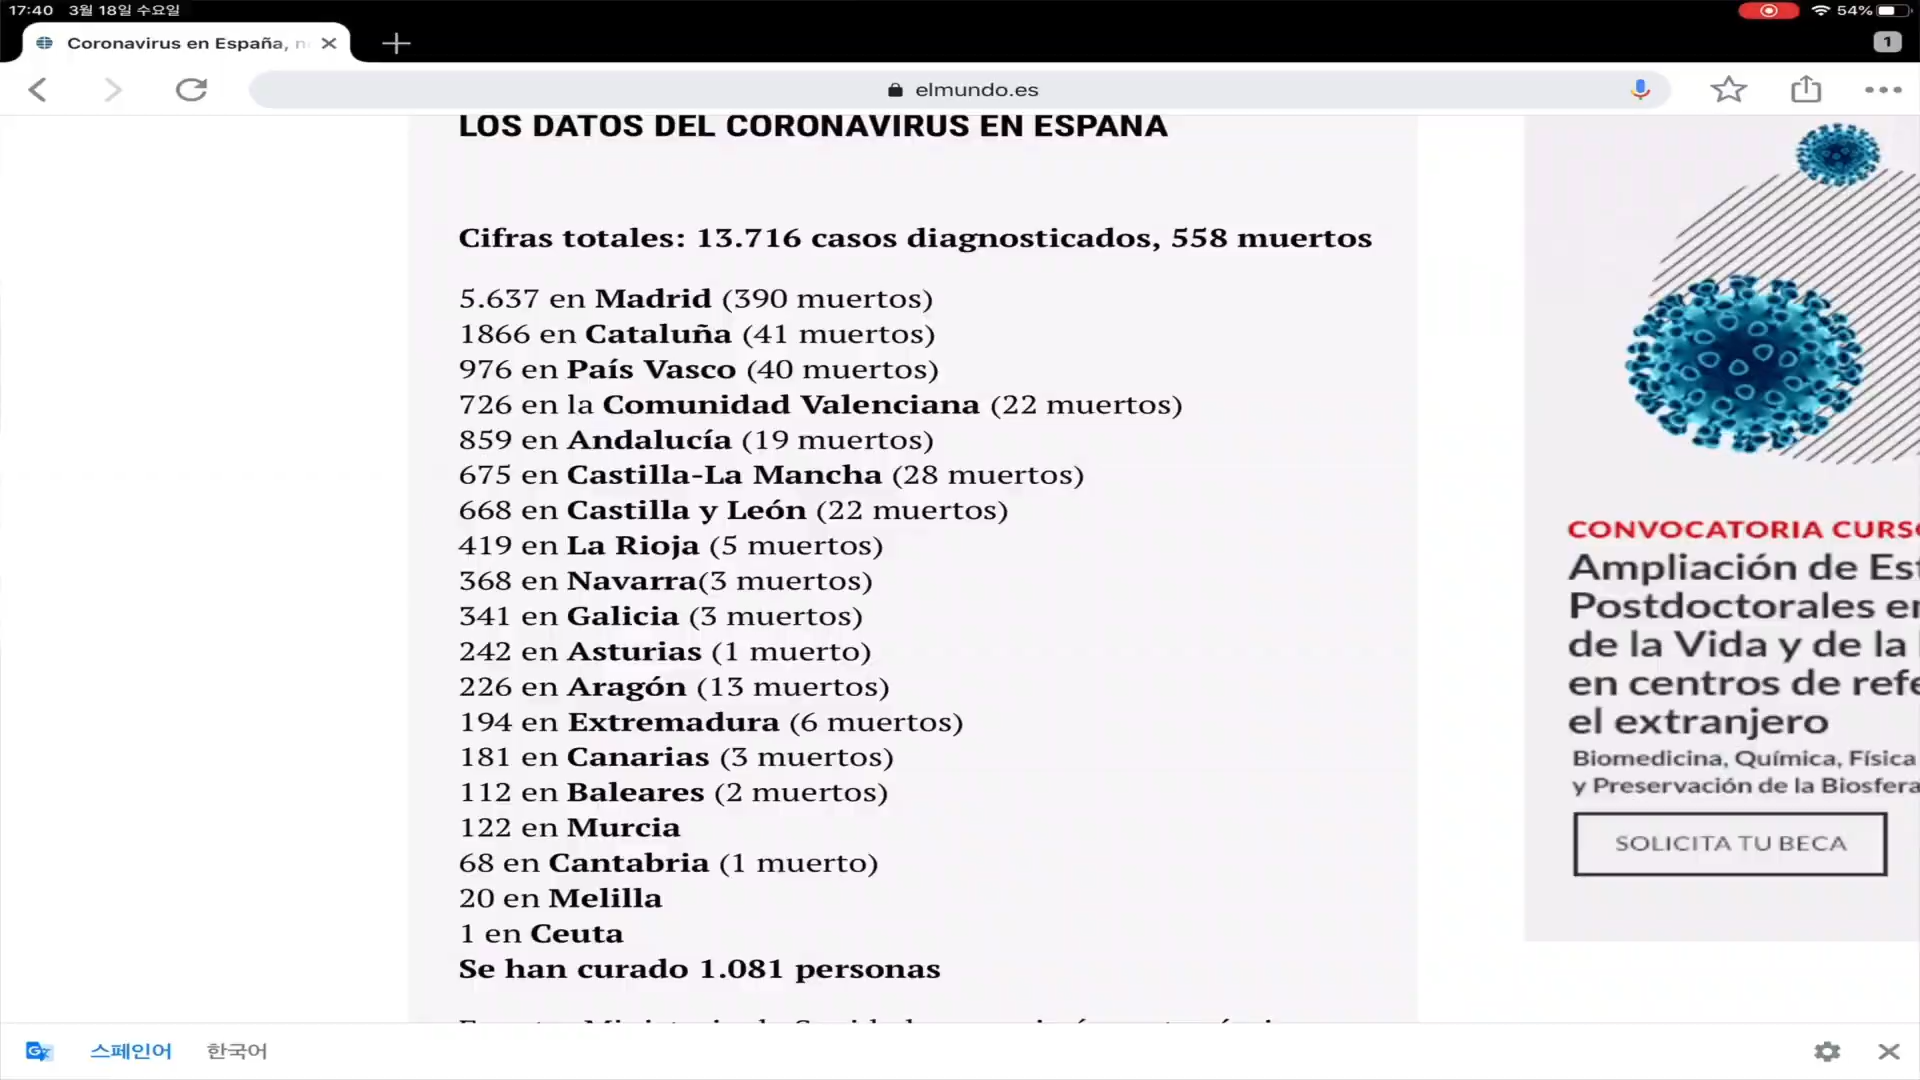 17:40 3월 18일 수요일
54%
Coronavirus en España, n
1
elmundo.es
LOS DATOS DEL CORONAVIRUS EN ESPAÑA
Cifras totales: 13.716 casos diagnosticados, 558 muertos
5.637 en Madrid (390 muertos)
1866 en Cataluña (41 muertos)
976 en País Vasco (40 muertos)
726 en la Comunidad Valenciana (22 muertos)
859 en Andalucía (19 muertos)
675 en Castilla-La Mancha (28 muertos)
668 en Castilla y León (22 muertos)
419 en La Rioja (5 muertos)
368 en Navarra(3 muertos)
341 en Galicia (3 muertos)
242 en Asturias (1 muerto)
226 en Aragón (13 muertos)
194 en Extremadura (6 muertos)
181 en Canarias (3 muertos)
112 en Baleares (2 muertos)
122 en Murcia
68 en Cantabria (1 muerto)
20 en Melilla
1 en Ceuta
Se han curado 1.081 personas
CONVOCATORIA CURS
Ampliación de Es
Postdoctorales e
de la Vida y de la
en centros de refe
el extranjero
Biomedicina, Química, Física
y Preservación de la Biosfera
SOLICITA TU BECA
스페인어 한국어